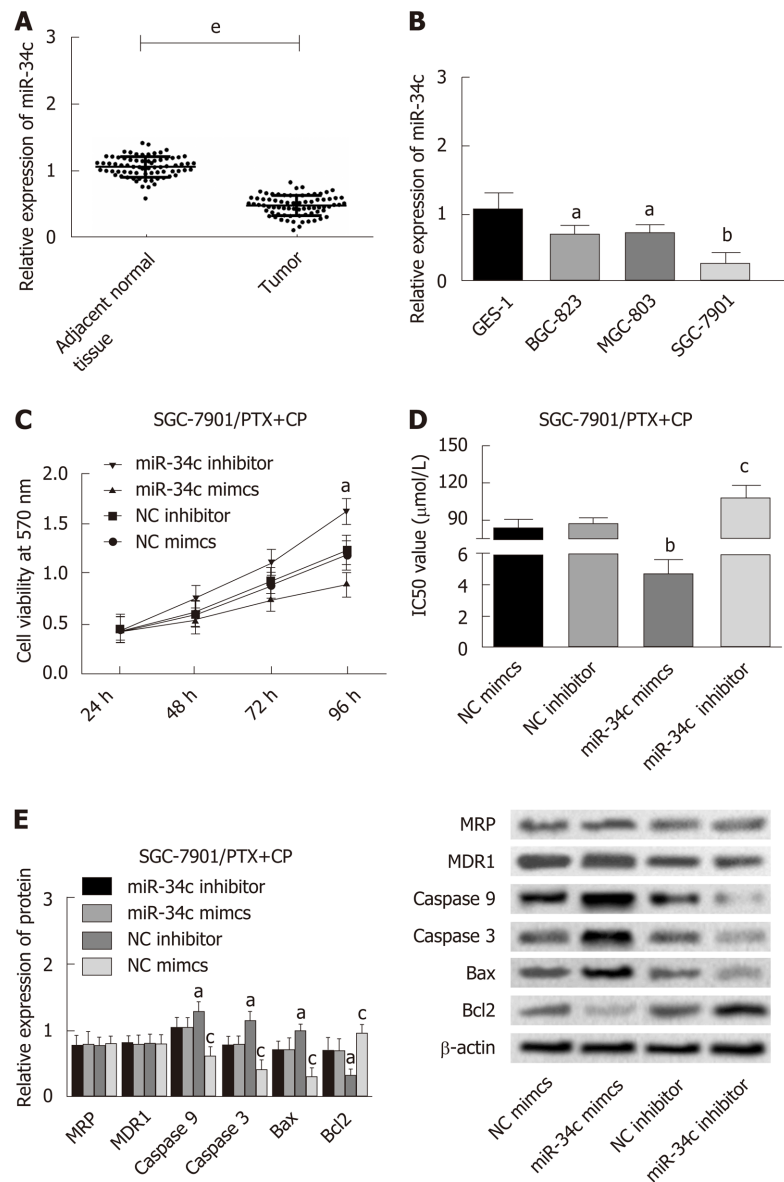 A
Relative expression of miR-34c
3
2
1
0
e
Adjacent normal
tissue
Tumor
B
Relative expression of miR-34c
3
2
1
0
a
a
b
GES-1
BGC-823
MGC-803
SGC-7901
C
SGC-7901/PTX+CP
Cell viability at 570 nm
2.0
1.5
1.0
0.5
0.0
miR-34c inhibitor
miR-34c mimcs
NC inhibitor
NC mimcs
a
24 h
48 h
72 h
96 h
D
SGC-7901/PTX+CP
IC50 value (μmol/L)
150
120
90
6
4
2
0
b
c
NC mimcs
NC inhibitor
miR-34c mimcs
miR-34c inhibitor
E
SGC-7901/PTX+CP
Relative expression of protein
3
2
1
0
miR-34c inhibitor
miR-34c mimcs
NC inhibitor
NC mimcs
a
c
a
c
a
c
a
c
MRP
MDR1
Caspase 9
Caspase 3
Bax
Bcl2
MRP
MDR1
Caspase 9
Caspase 3
Bax
Bcl2
β-actin
NC mimcs
miR-34c mimcs
NC inhibitor
miR-34c inhibitor